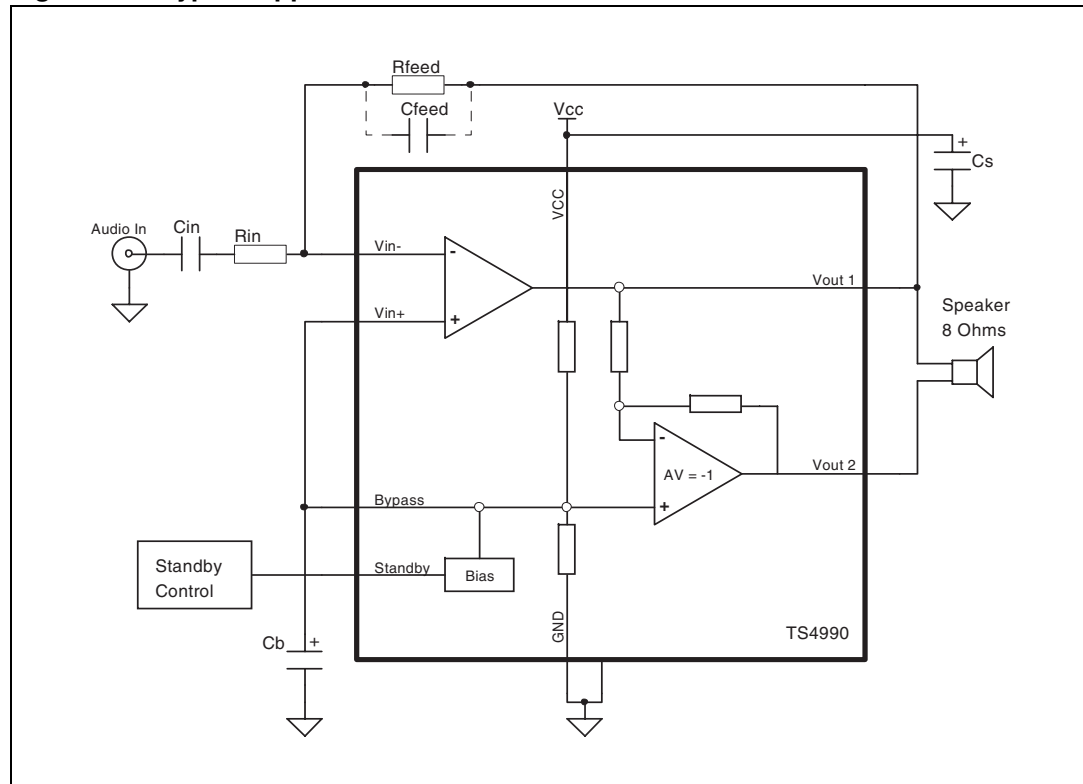 Rfeed
Cfeed
Vcc
+
Cs
VCC
Audio In
Cin
Rin
Vin-
-
Vin+
+
Vout 1
Speaker
8 Ohms
-
AV = -1
+
Vout 2
Bypass
Standby
Control
Standby
Bias
GND
TS4990
Cb
+